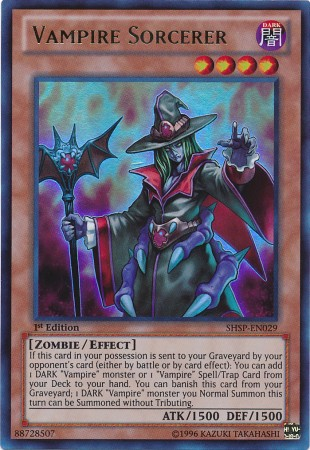 VAMPIRE SORCERER
DARK
闇
1st Edition
SHSP-EN029
[ZOMBIE / EFFECT]
If this card in your possession is sent to your Graveyard by your
opponent's card (either by battle or by card effect): You can add
1 DARK "Vampire" monster or 1 "Vampire" Spell/Trap Card from
your Deck to your hand. You can banish this card from your
Graveyard; 1 DARK "Vampire" monster you Normal Summon this
turn can be Summoned without Tributing.
ATK/1500 DEF/1500
88728507
©1996 KAZUKI TAKAHASHI